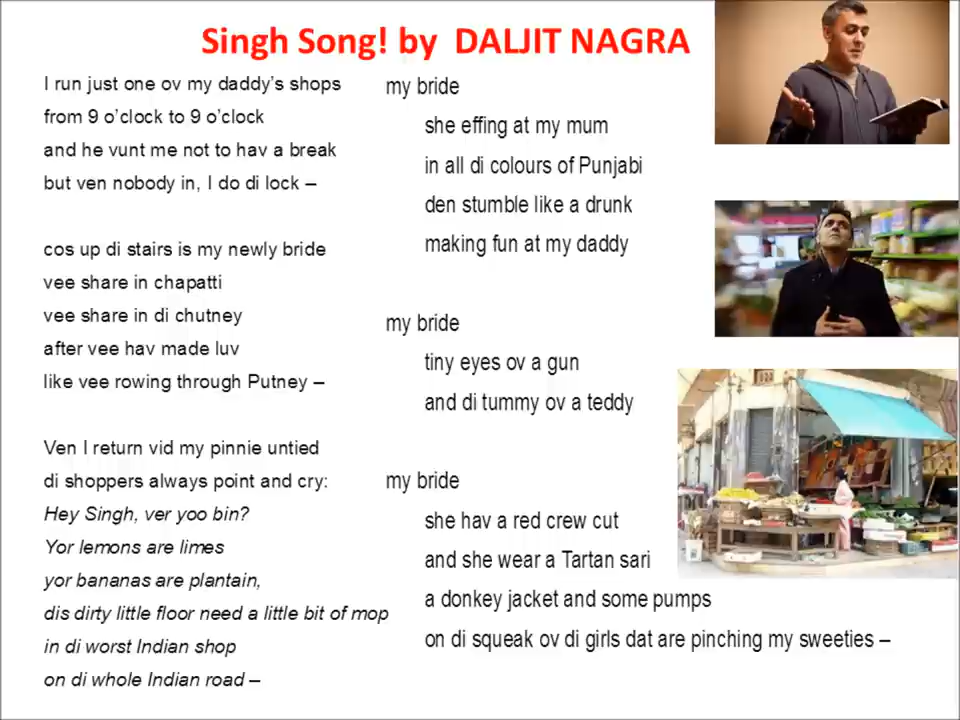 Singh Song! by DALJIT NAGRA
I run just one ov my daddy’s shops
from 9 o’clock to 9 o’clock
and he vunt me not to hav a break
but ven nobody in, I do di lock –
cos up di stairs is my newly bride
vee share in chapatti
vee share in di chutney
after vee hav made luv
like vee rowing through Putney –
Ven I return vid my pinnie untied
di shoppers always point and cry:
Hey Singh, ver yoo bin?
Yor lemons are limes
yor bananas are plantain,
dis dirty little floor need a little bit of mop
in di worst Indian shop
on di whole Indian road –
my bride
she effing at my mum
in all di colours of Punjabi
den stumble like a drunk
making fun at my daddy
my bride
tiny eyes ov a gun
and di tummy ov a teddy
my bride
she hav a red crew cut
and she wear a Tartan sari
a donkey jacket and some pumps
on di squeak ov di girls dat are pinching my sweeties –